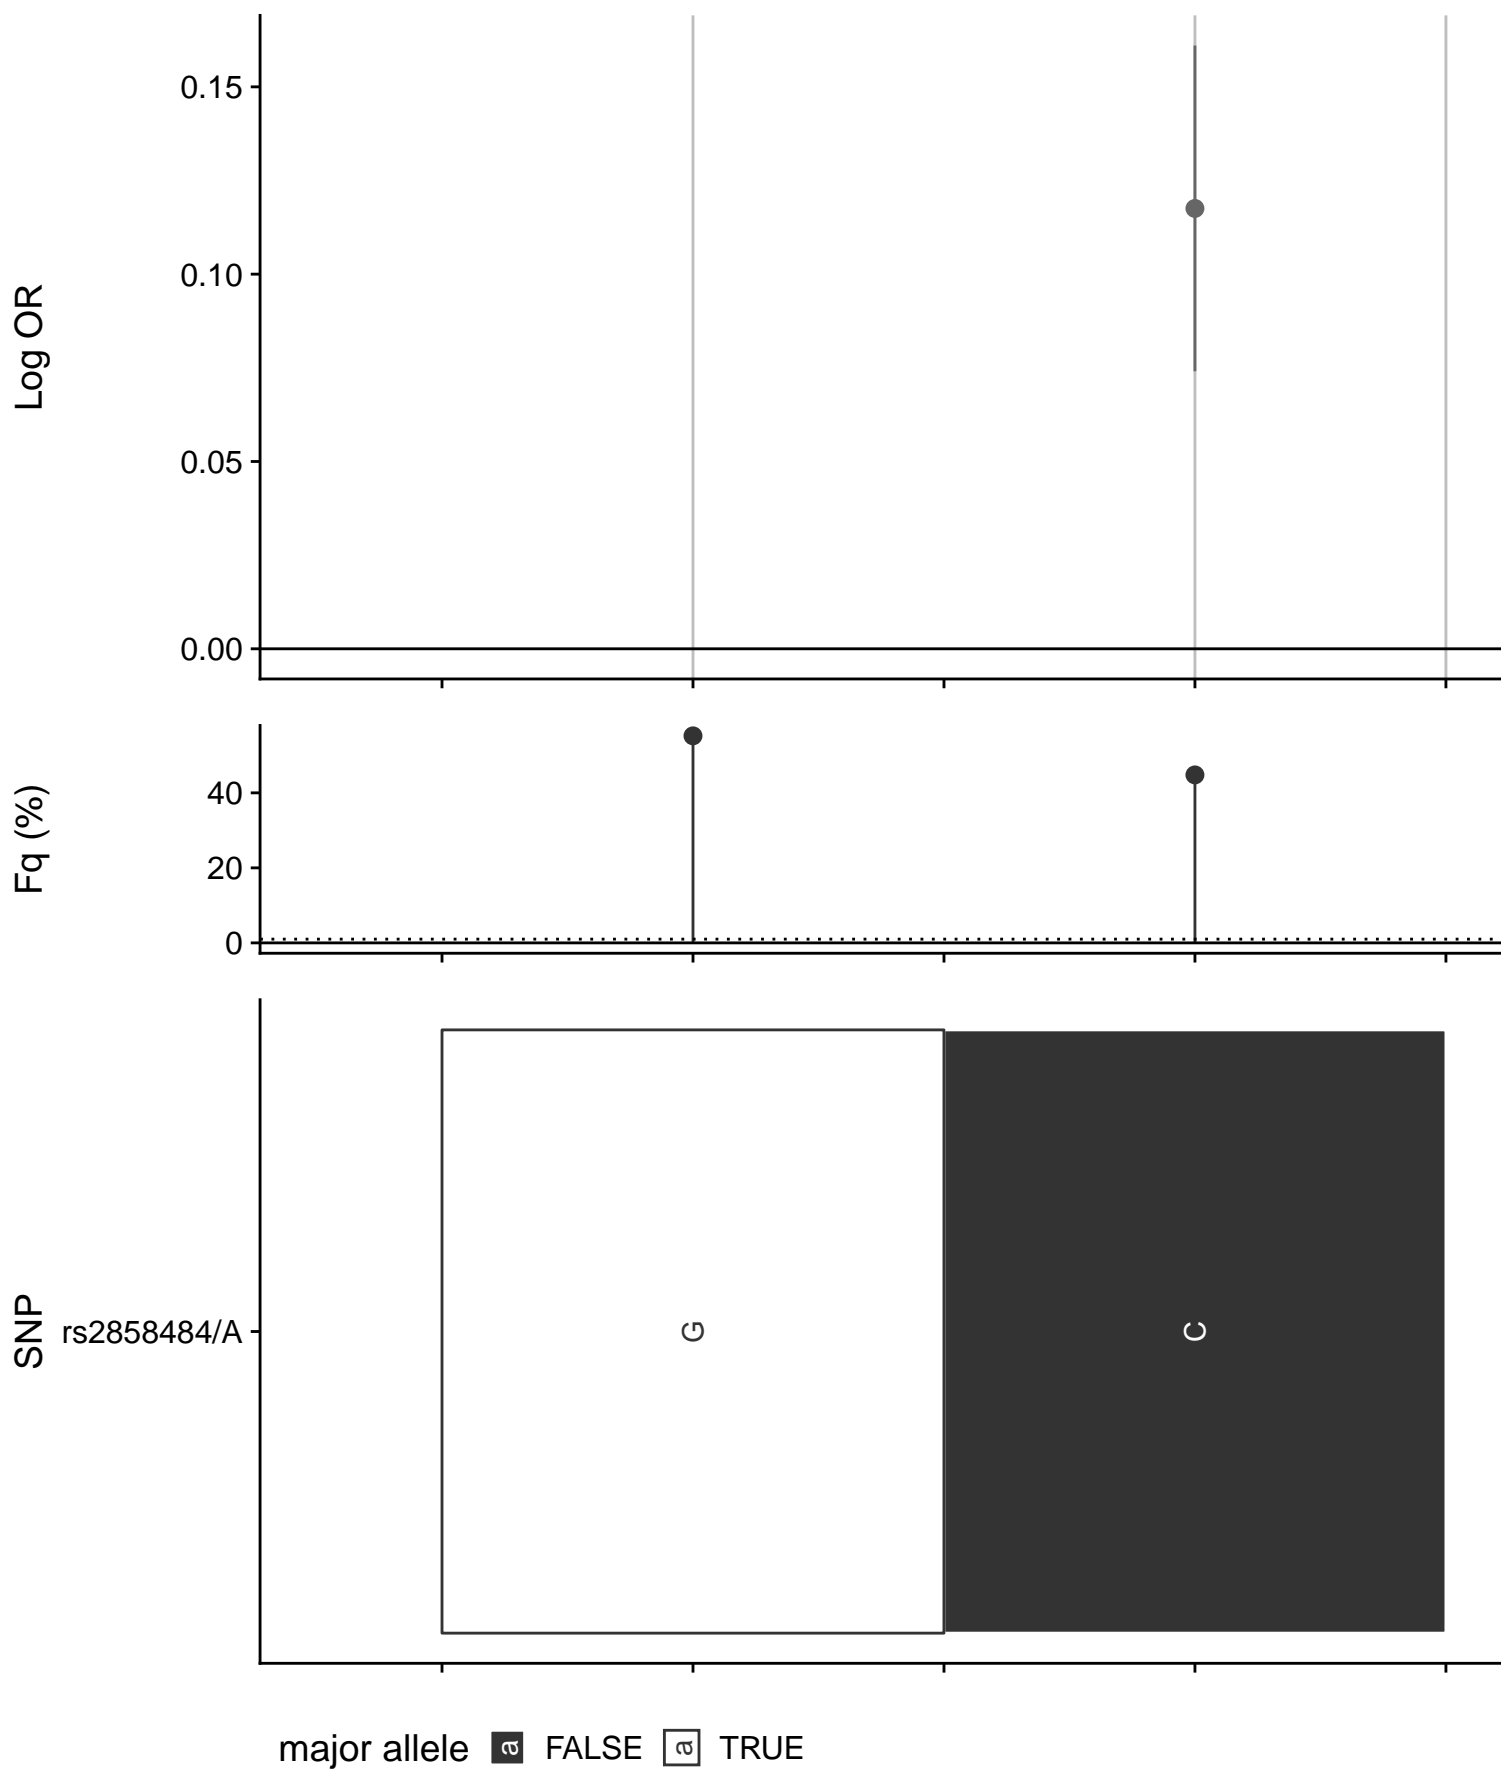 Log OR
0.15
0.10
0.05
0.00
Fq (%)
40
20
0
SNP
rs2858484/A
G
C
major allele a FALSE a TRUE